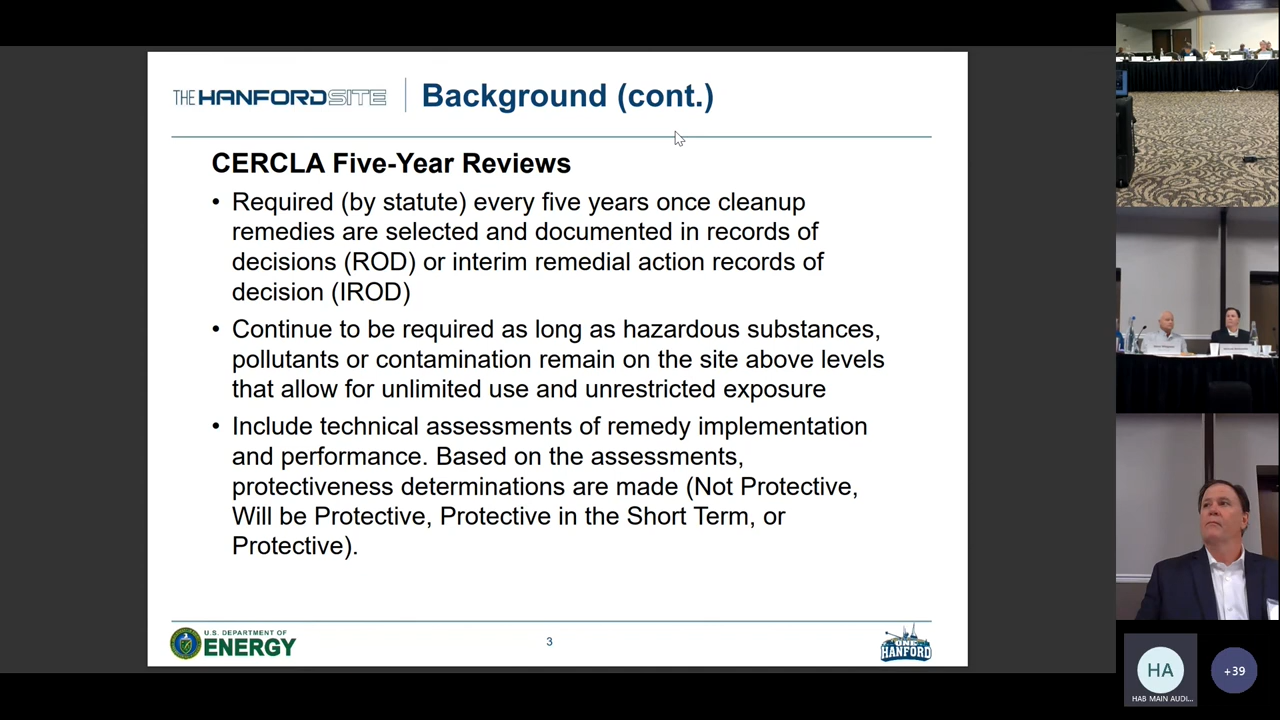 THE HANFORD SITE
Background (cont.)
CERCLA Five-Year Reviews
• Required (by statute) every five years once cleanup
remedies are selected and documented in records of
decisions (ROD) or interim remedial action records of
decision (IROD)
• Continue to be required as long as hazardous substances,
pollutants or contamination remain on the site above levels
that allow for unlimited use and unrestricted exposure
• Include technical assessments of remedy implementation
and performance. Based on the assessments,
protectiveness determinations are made (Not Protective,
Will be Protective, Protective in the Short Term, or
Protective).
U.S. DEPARTMENT OF
ENERGY
3
ONE
HANFORD
HA
HAB MAIN AUDI...
+39